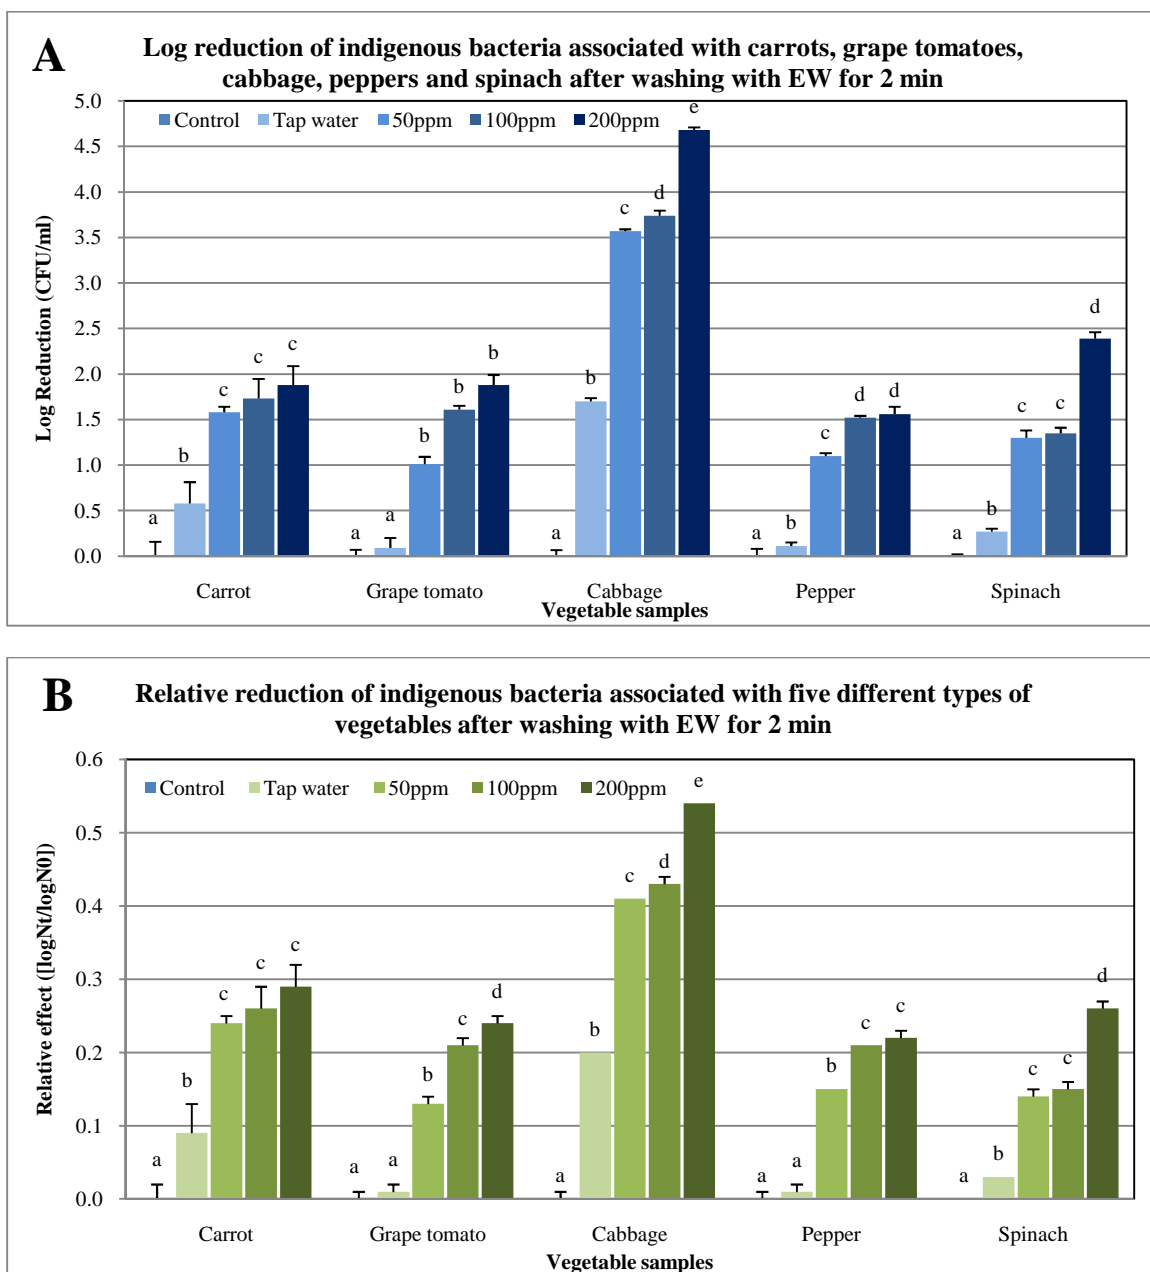 A
Log reduction of indigenous bacteria associated with carrots, grape tomatoes,
cabbage, peppers and spinach after washing with EW for 2 min
Control Tap water 50ppm 100ppm 200ppm
Log Reduction (CFU/ml)
5.0
4.5
4.0
3.5
3.0
2.5
2.0
1.5
1.0
0.5
0.0
a b c c c
a a b b b
a b c d e
a b c d d
a b c c d
Carrot Grape tomato Cabbage Pepper Spinach
Vegetable samples
B
Relative reduction of indigenous bacteria associated with five different types of
vegetables after washing with EW for 2 min
Control Tap water 50ppm 100ppm 200ppm
Relative effect ([logNt/logN0])
0.6
0.5
0.4
0.3
0.2
0.1
0.0
a b c c c
a a b c d
a b c d e
a a b c c
a b c c d
Carrot Grape tomato Cabbage Pepper Spinach
Vegetable samples